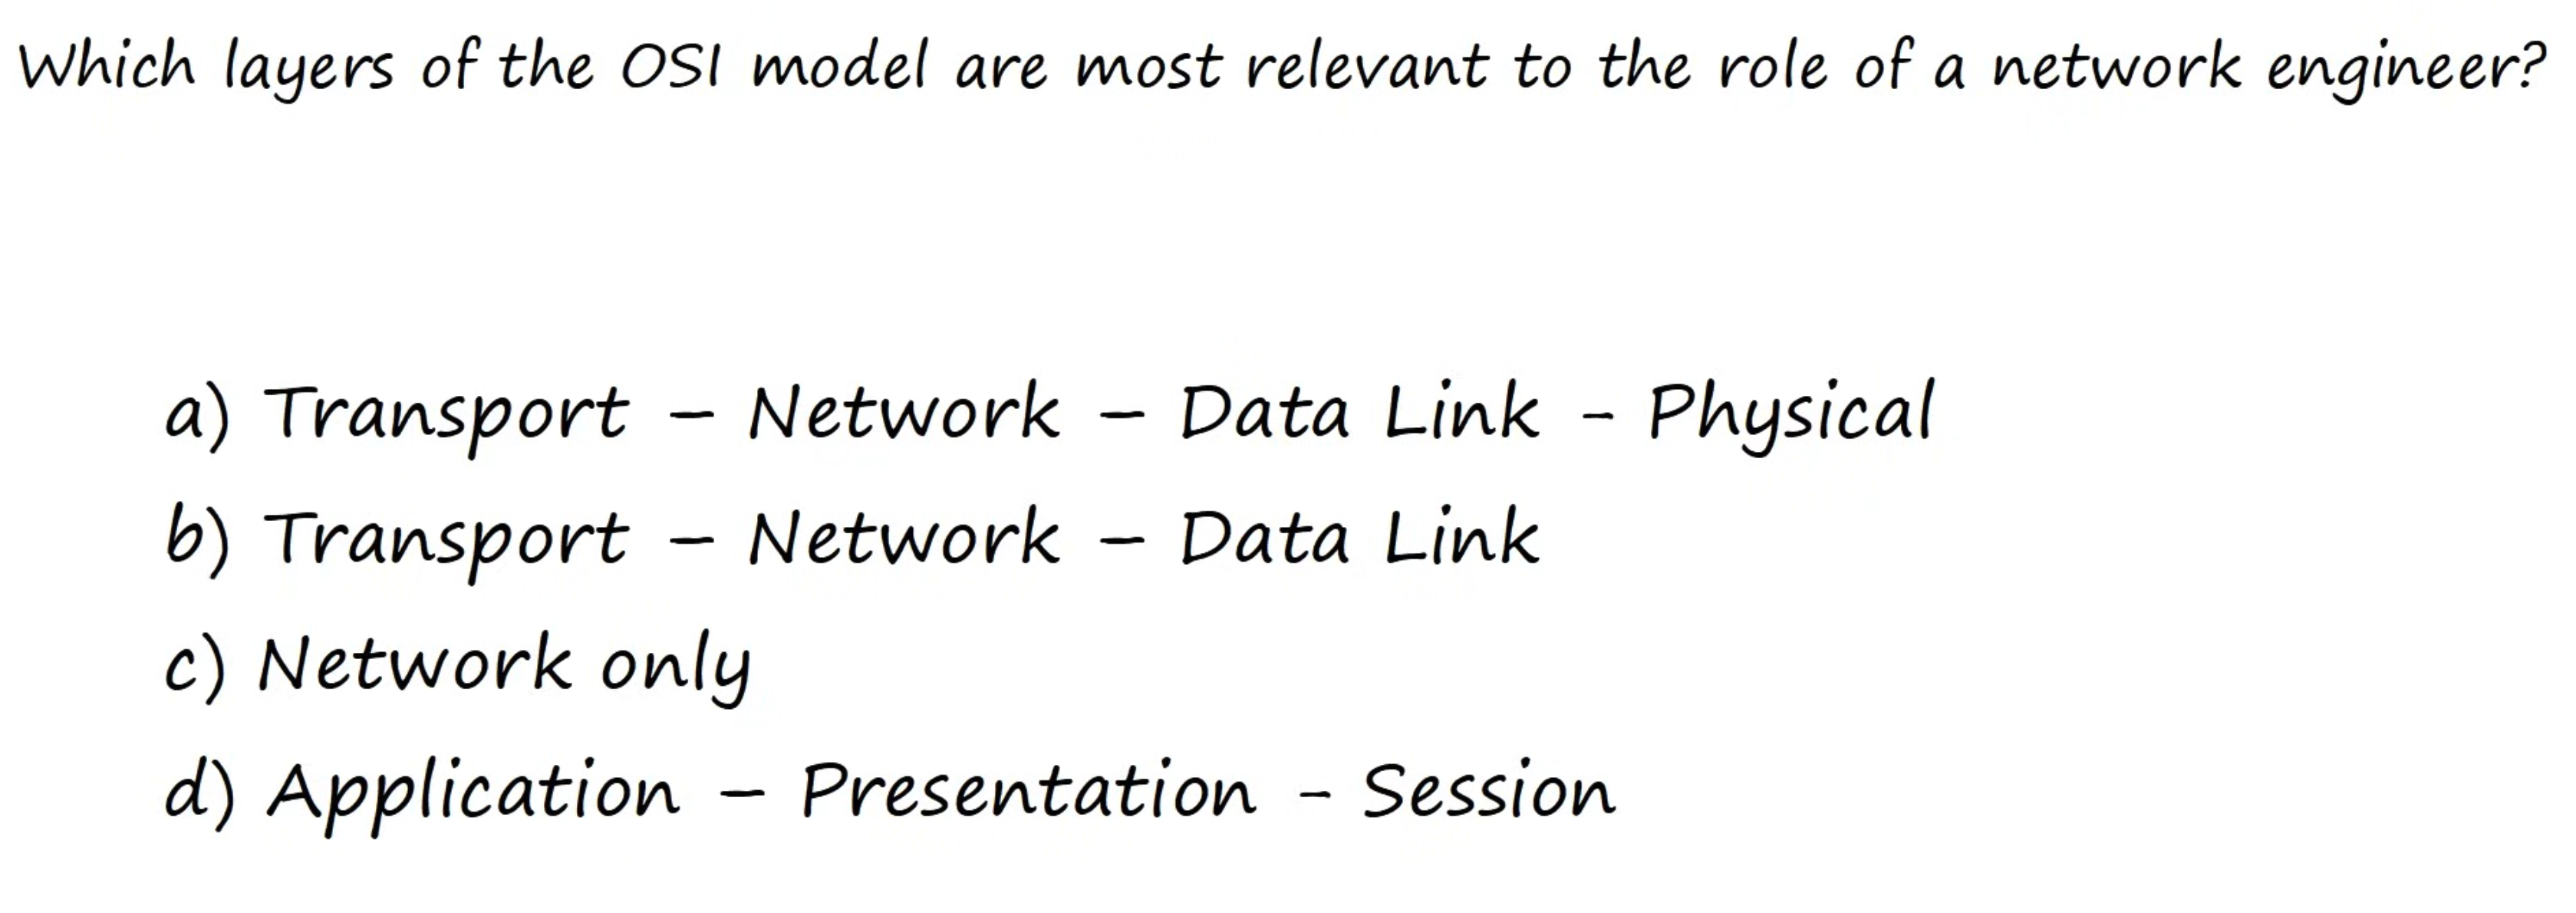 Which layers of the OSI model are most relevant to the role of a network engineer?
a) Transport – Network – Data Link - Physical
b) Transport – Network – Data Link
c) Network only
d) Application – Presentation - Session